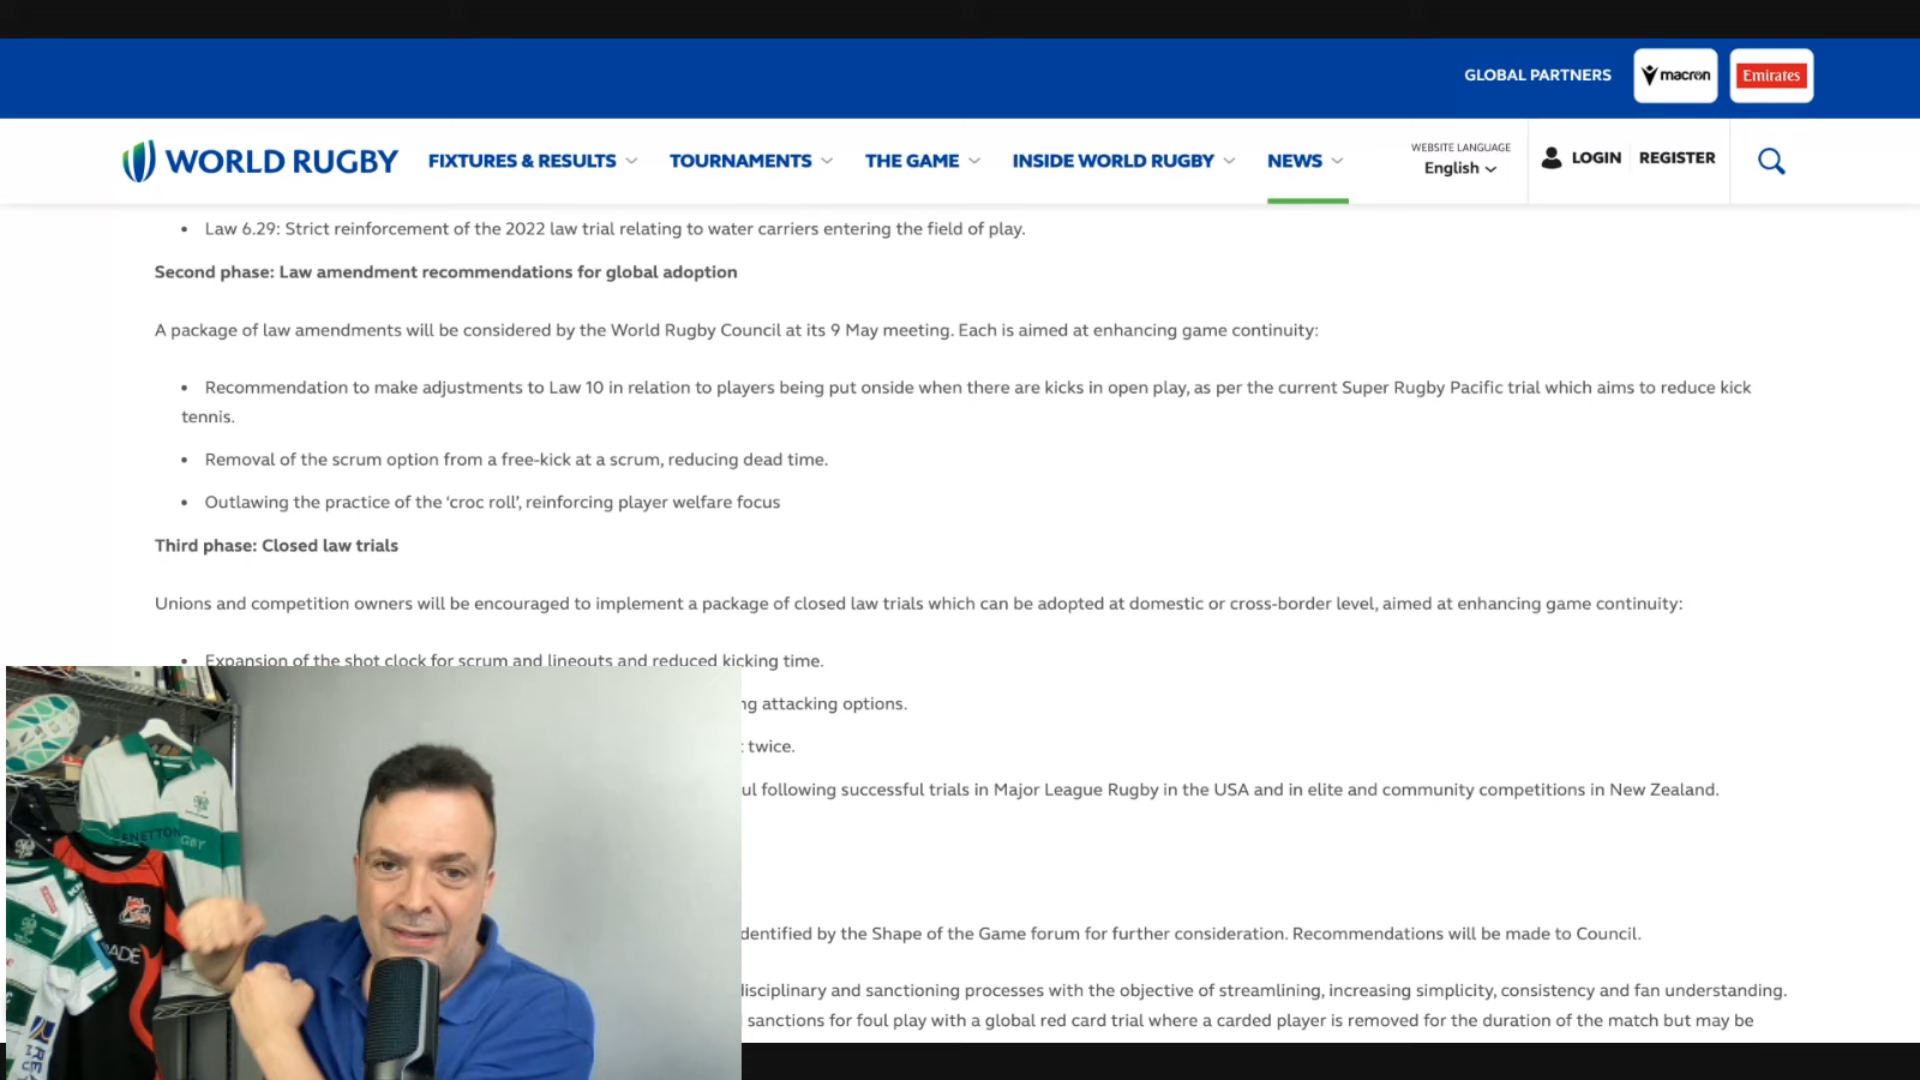 GLOBAL PARTNERS
macron
Emirates
WORLD RUGBY
FIXTURES & RESULTS
TOURNAMENTS
THE GAME
INSIDE WORLD RUGBY
NEWS
WEBSITE LANGUAGE
English
LOGIN
REGISTER
• Law 6.29: Strict reinforcement of the 2022 law trial relating to water carriers entering the field of play.
Second phase: Law amendment recommendations for global adoption
A package of law amendments will be considered by the World Rugby Council at its 9 May meeting. Each is aimed at enhancing game continuity:
• Recommendation to make adjustments to Law 10 in relation to players being put onside when there are kicks in open play, as per the current Super Rugby Pacific trial which aims to reduce kick
tennis.
• Removal of the scrum option from a free-kick at a scrum, reducing dead time.
• Outlawing the practice of the ‘croc roll’, reinforcing player welfare focus
Third phase: Closed law trials
Unions and competition owners will be encouraged to implement a package of closed law trials which can be adopted at domestic or cross-border level, aimed at enhancing game continuity:
• Expansion of the shot clock for scrum and lineouts and reduced kicking time.
attacking options.
twice.
following successful trials in Major League Rugby in the USA and in elite and community competitions in New Zealand.
by the Shape of the Game forum for further consideration. Recommendations will be made to Council.
and sanctioning processes with the objective of streamlining, increasing simplicity, consistency and fan understanding.
sanctions for foul play with a global red card trial where a carded player is removed for the duration of the match but may be